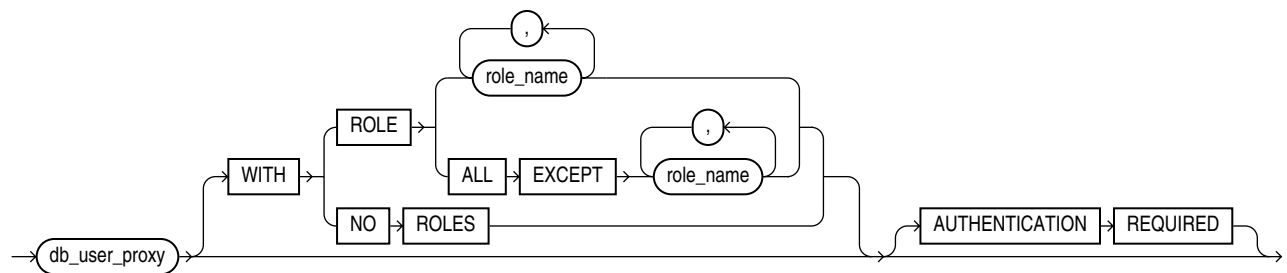 ,
role_name
ROLE
,
WITH
ALL EXCEPT role_name
NO ROLES
AUTHENTICATION REQUIRED
db_user_proxy